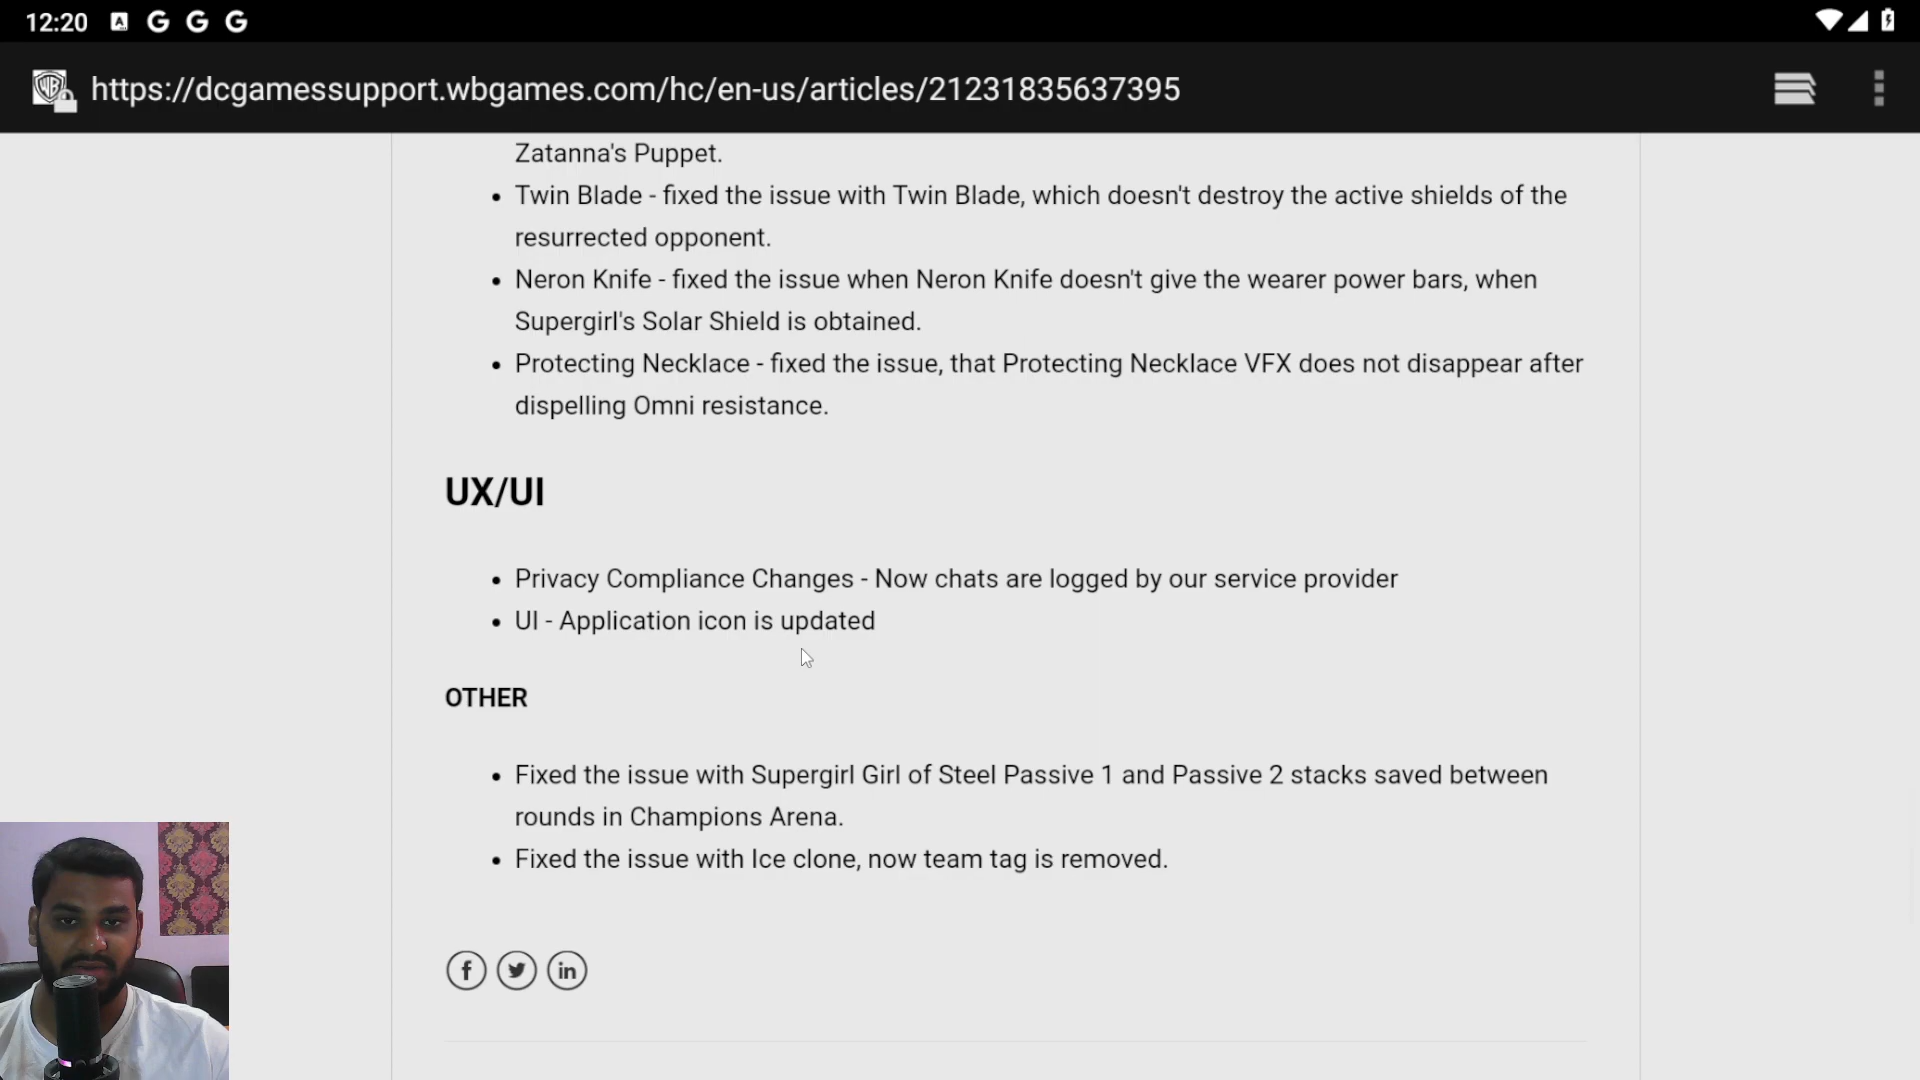 12:20 A G G G
WB https://dcgamessupport.wbgames.com/hc/en-us/articles/21231835637395
Zatanna's Puppet.
• Twin Blade - fixed the issue with Twin Blade, which doesn't destroy the active shields of the
resurrected opponent.
• Neron Knife - fixed the issue when Neron Knife doesn't give the wearer power bars, when
Supergirl's Solar Shield is obtained.
• Protecting Necklace - fixed the issue, that Protecting Necklace VFX does not disappear after
dispelling Omni resistance.
UX/UI
• Privacy Compliance Changes - Now chats are logged by our service provider
• UI - Application icon is updated
OTHER
• Fixed the issue with Supergirl Girl of Steel Passive 1 and Passive 2 stacks saved between
rounds in Champions Arena.
• Fixed the issue with Ice clone, now team tag is removed.
f in